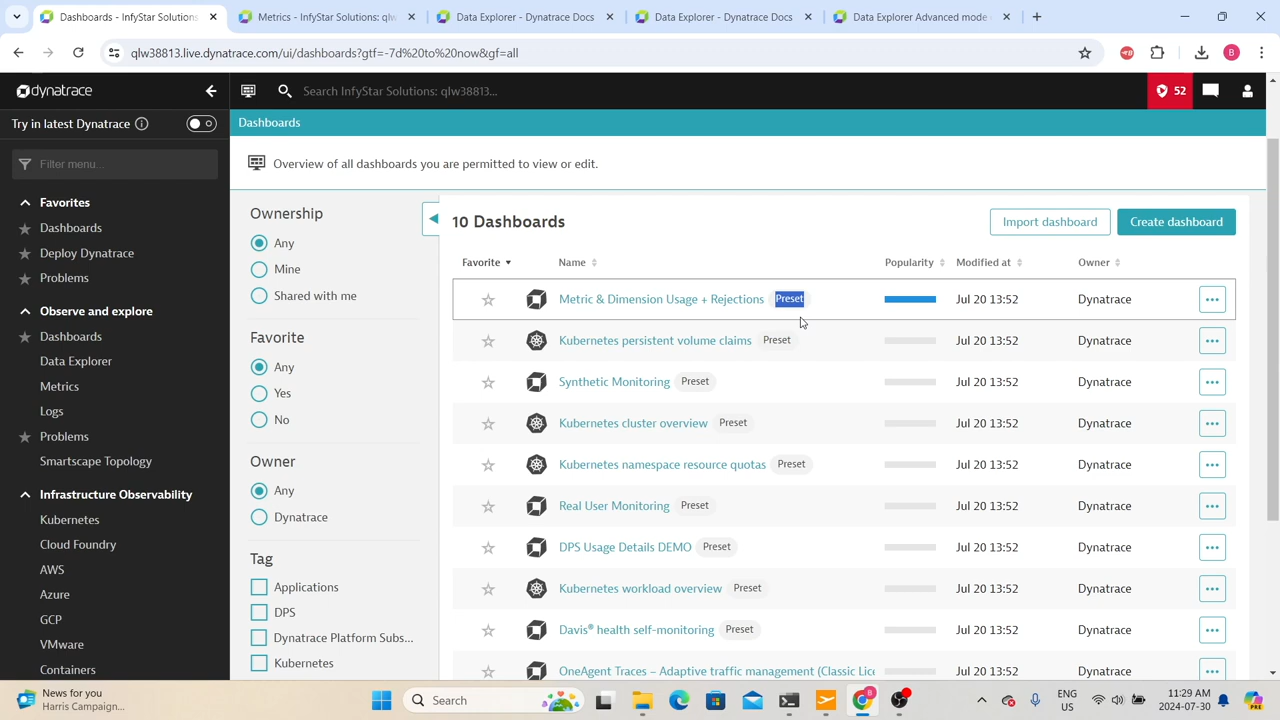 Dashboards - InfyStar Solutions
Metrics - InfyStar Solutions: qlw
Data Explorer - Dynatrace Docs
Data Explorer - Dynatrace Docs
Data Explorer Advanced mode
qlw38813.live.dynatrace.com/ui/dashboards?gtf=-7d%20to%20now&gf=all
B
dynatrace
Search InfyStar Solutions: qlw38813...
52
Try in latest Dynatrace
Dashboards
Filter menu...
Overview of all dashboards you are permitted to view or edit.
Favorites
Dashboards
Deploy Dynatrace
Problems
Observe and explore
Dashboards
Data Explorer
Metrics
Logs
Problems
Smartscape Topology
Infrastructure Observability
Kubernetes
Cloud Foundry
AWS
Azure
GCP
VMware
Containers
Ownership
Any
Mine
Shared with me
Favorite
Any
Yes
No
Owner
Any
Dynatrace
Tag
Applications
DPS
Dynatrace Platform Subs...
Kubernetes
10 Dashboards
Import dashboard
Create dashboard
Favorite Name Popularity Modified at Owner
Metric & Dimension Usage + Rejections Preset Jul 20 13:52 Dynatrace
Kubernetes persistent volume claims Preset Jul 20 13:52 Dynatrace
Synthetic Monitoring Preset Jul 20 13:52 Dynatrace
Kubernetes cluster overview Preset Jul 20 13:52 Dynatrace
Kubernetes namespace resource quotas Preset Jul 20 13:52 Dynatrace
Real User Monitoring Preset Jul 20 13:52 Dynatrace
DPS Usage Details DEMO Preset Jul 20 13:52 Dynatrace
Kubernetes workload overview Preset Jul 20 13:52 Dynatrace
Davis® health self-monitoring Preset Jul 20 13:52 Dynatrace
OneAgent Traces – Adaptive traffic management (Classic Lice Jul 20 13:52 Dynatrace
News for you
Harris Campaign...
Search
ENG
US
11:29 AM
2024-07-30